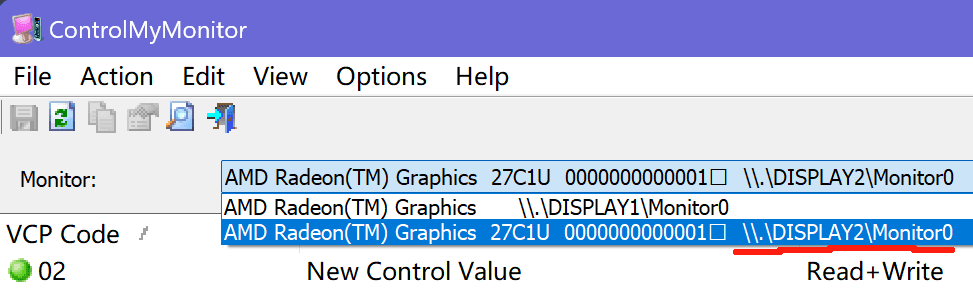 ControlMyMonitor
File Action Edit View Options Help
Monitor: AMD Radeon(TM) Graphics 27C1U 0000000000001□ \\.\DISPLAY2\Monitor0
AMD Radeon(TM) Graphics \\.\DISPLAY1\Monitor0
AMD Radeon(TM) Graphics 27C1U 0000000000001□ \\.\DISPLAY2\Monitor0
VCP Code /
02 New Control Value Read+Write